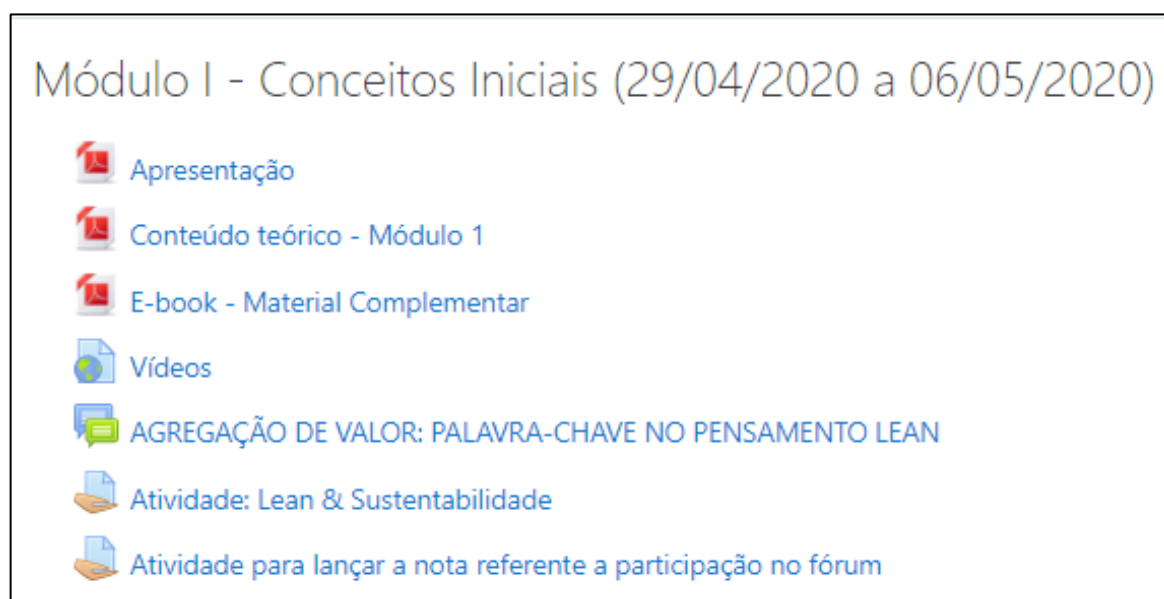 Módulo I - Conceitos Iniciais (29/04/2020 a 06/05/2020)
Apresentação
Conteúdo teórico - Módulo 1
E-book - Material Complementar
Vídeos
AGREGAÇÃO DE VALOR: PALAVRA-CHAVE NO PENSAMENTO LEAN
Atividade: Lean & Sustentabilidade
Atividade para lançar a nota referente a participação no fórum